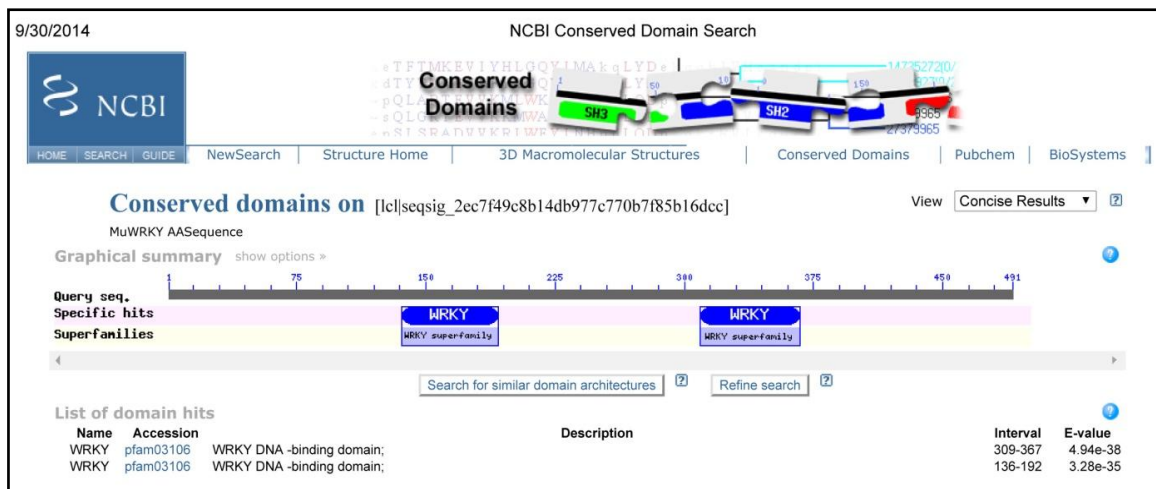 9/30/2014 NCBI Conserved Domain Search
NCBI
Conserved
Domains
SH3 SH2
14735272[0/
27379965
HOME SEARCH GUIDE NewSearch Structure Home 3D Macromolecular Structures Conserved Domains Pubchem BioSystems
Conserved domains on [lcl|seqsig_2ec7f49c8b14db977c770b7f85b16dcc] View Concise Results ▼ ?
MuWRKY AASequence
Graphical summary show options » ?
1 75 150 225 300 375 450 491
Query seq.
Specific hits WRKY WRKY
Superfamilies WRKY superfamily WRKY superfamily
Search for similar domain architectures ? Refine search ?
List of domain hits ?
Name Accession Description Interval E-value
WRKY pfam03106 WRKY DNA -binding domain; 309-367 4.94e-38
WRKY pfam03106 WRKY DNA -binding domain; 136-192 3.28e-35